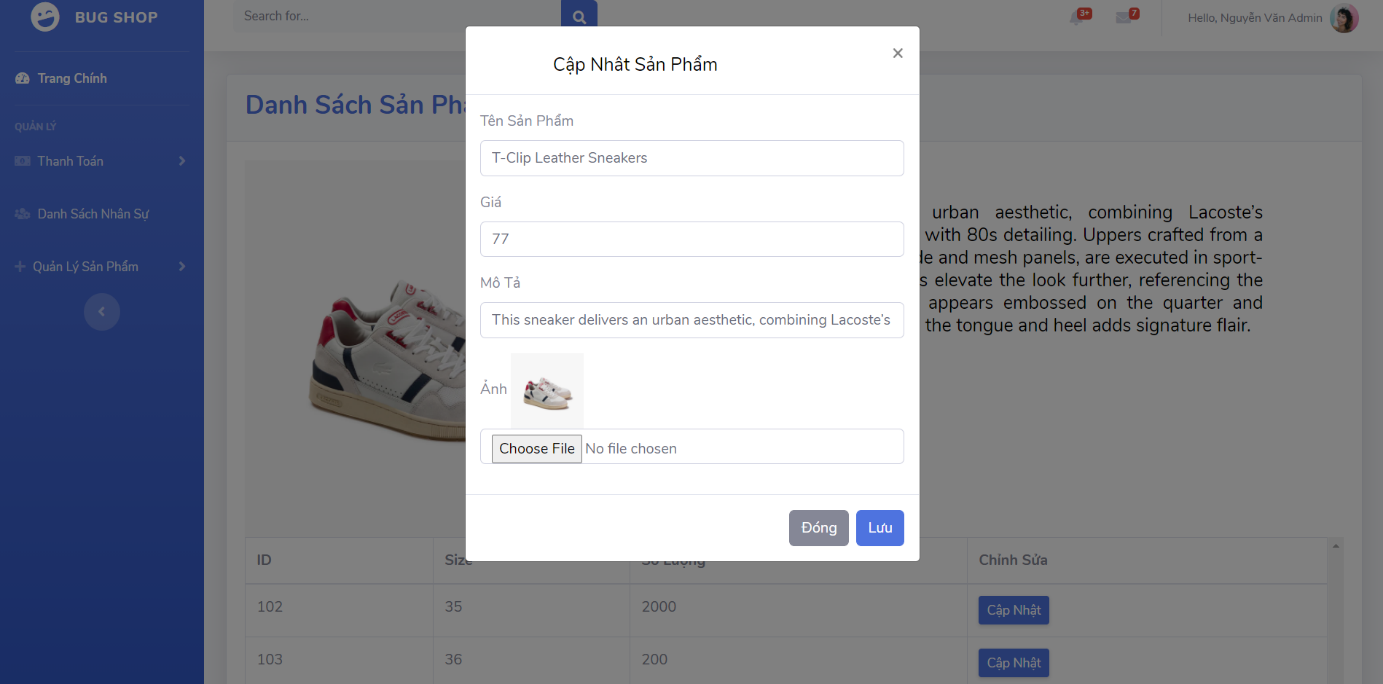 BUG SHOP
Search for...
3+
7
Hello, Nguyễn Văn Admin
Trang Chính
QUẢN LÝ
Thanh Toán
Danh Sách Nhân Sự
Quản Lý Sản Phẩm
Danh Sách Sản
Cập Nhât Sản Phẩm
×
Tên Sản Phẩm
T-Clip Leather Sneakers
Giá
77
Mô Tả
This sneaker delivers an urban aesthetic, combining Lacoste's
Ảnh
Choose File No file chosen
Đóng
Lưu
urban aesthetic, combining Lacoste's
with 80s detailing. Uppers crafted from a
and mesh panels, are executed in sport-
elevate the look further, referencing the
appears embossed on the quarter and
the tongue and heel adds signature flair.
ID Size Số Lượng Chỉnh Sửa
102 35 2000 Cập Nhật
103 36 200 Cập Nhật